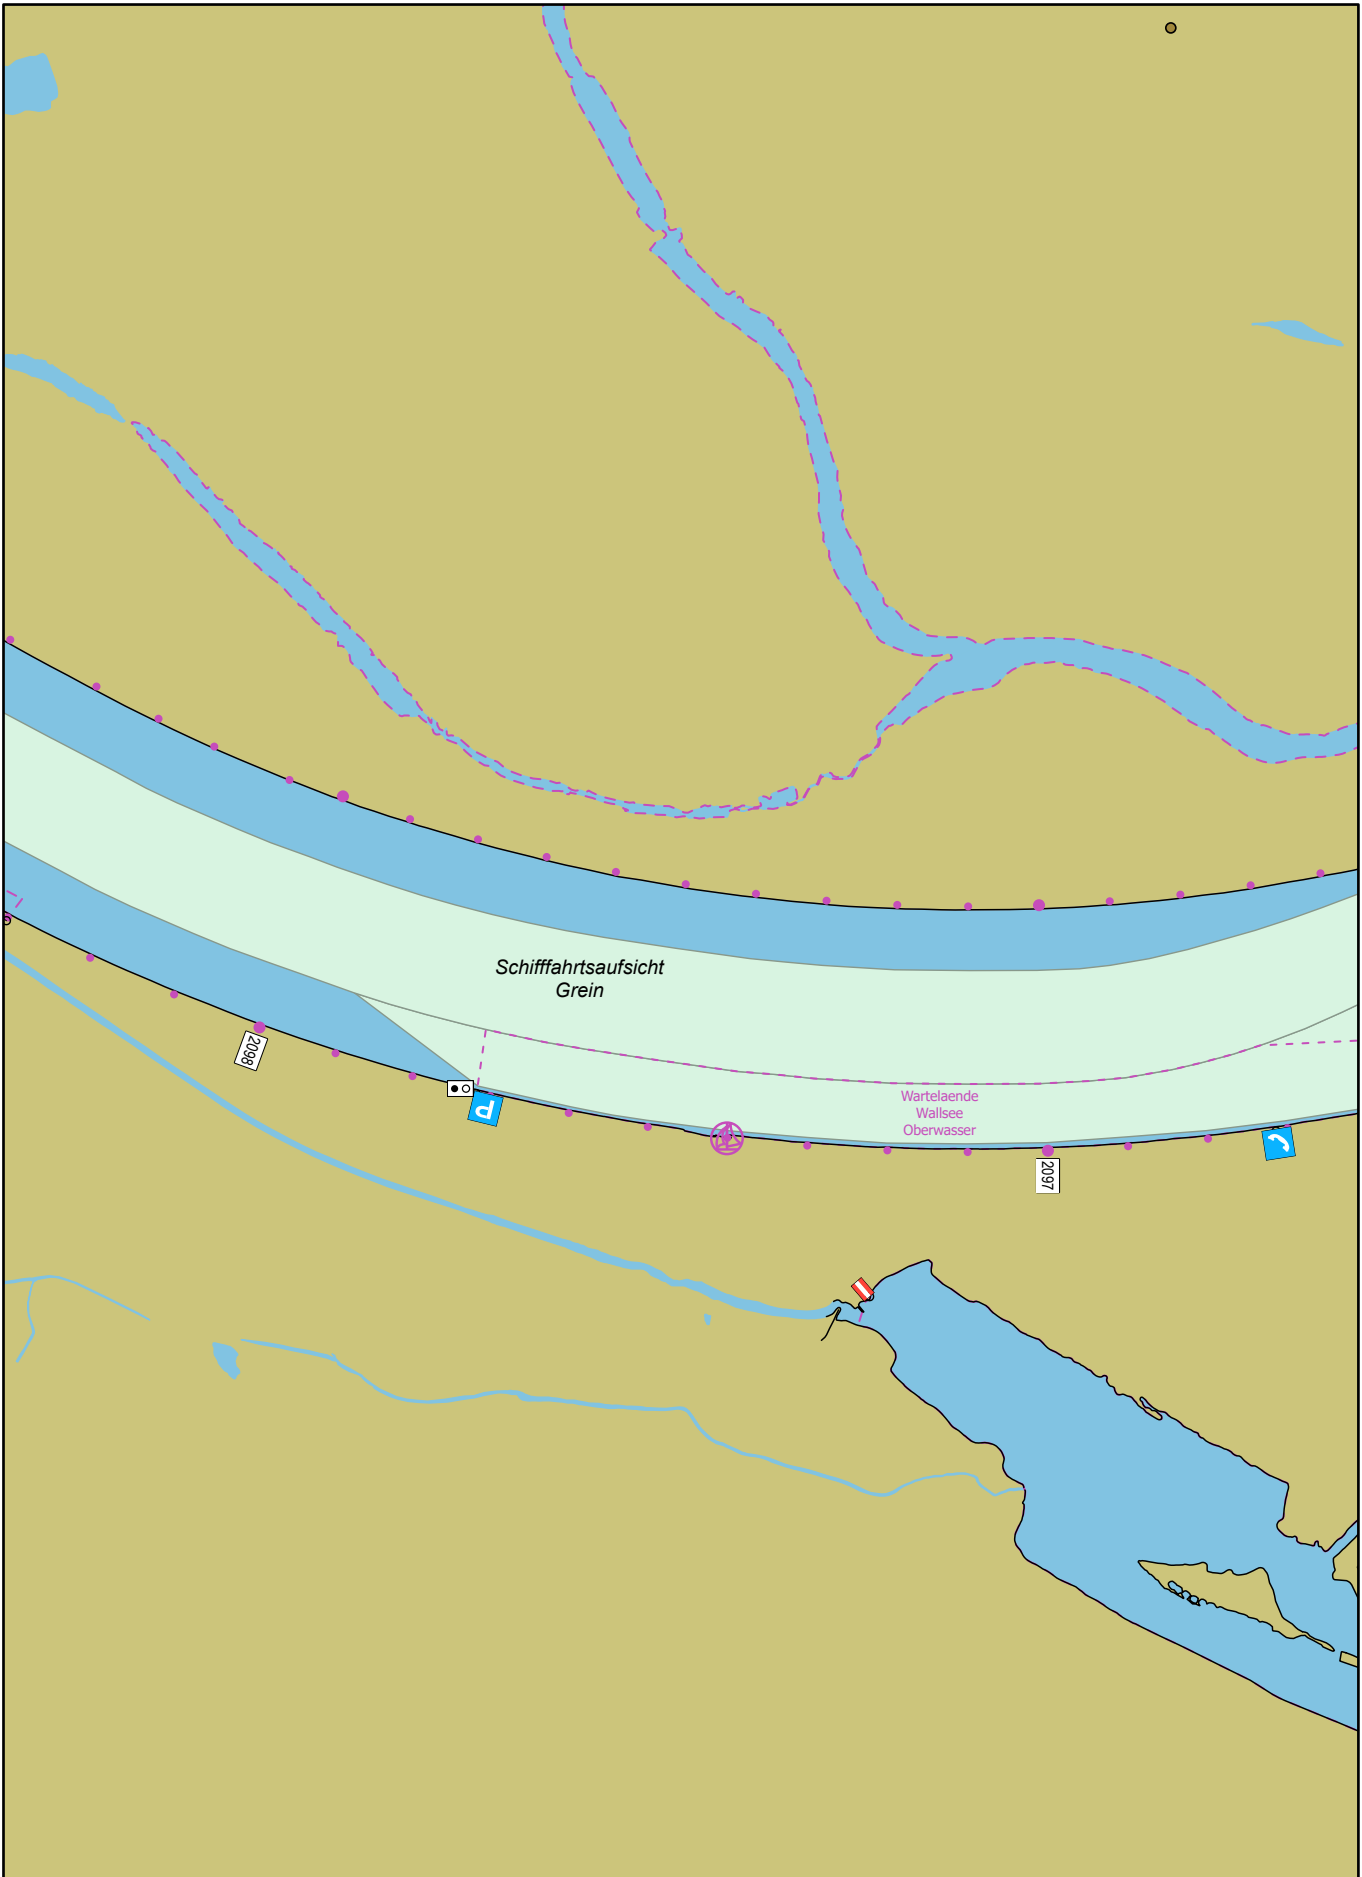 Schifffahrtsaufsicht
Grein
2098
P
Wartelaende
Wallsee
Oberwasser
2097